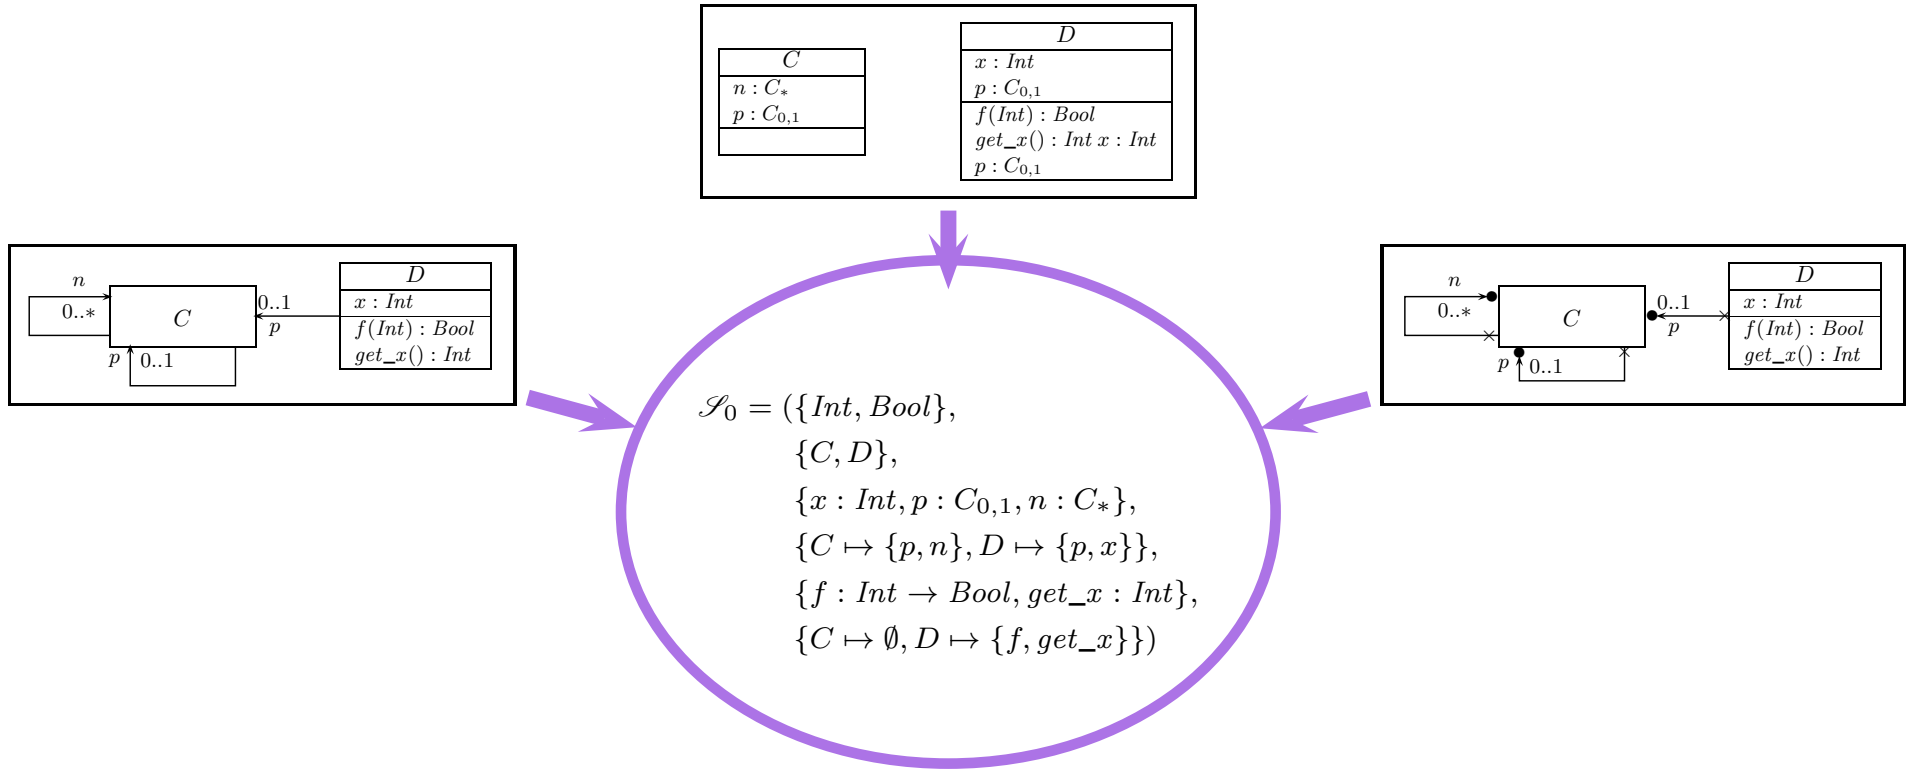 C
n : C*
p : C0,1
D
x : Int
p : C0,1
f(Int) : Bool
get_x() : Int x : Int
p : C0,1
n
0..*
C
p
0..1
0..1
p
D
x : Int
f(Int) : Bool
get_x() : Int
n
0..*
C
p
0..1
0..1
p
D
x : Int
f(Int) : Bool
get_x() : Int
𝒮0 = ({Int, Bool},
{C, D},
{x : Int, p : C0,1, n : C*},
{C ↦ {p, n}, D ↦ {p, x}},
{f : Int → Bool, get_x : Int},
{C ↦ ∅, D ↦ {f, get_x}})